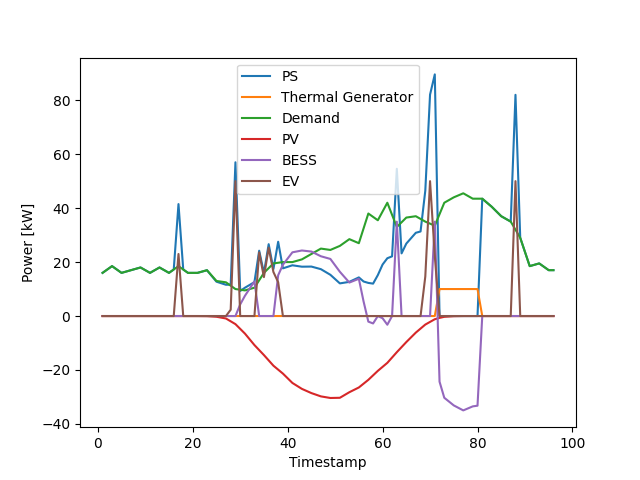 PS
Thermal Generator
Demand
PV
BESS
EV
Power [kW]
80
60
40
20
0
−20
−40
0 20 40 60 80 100
Timestamp